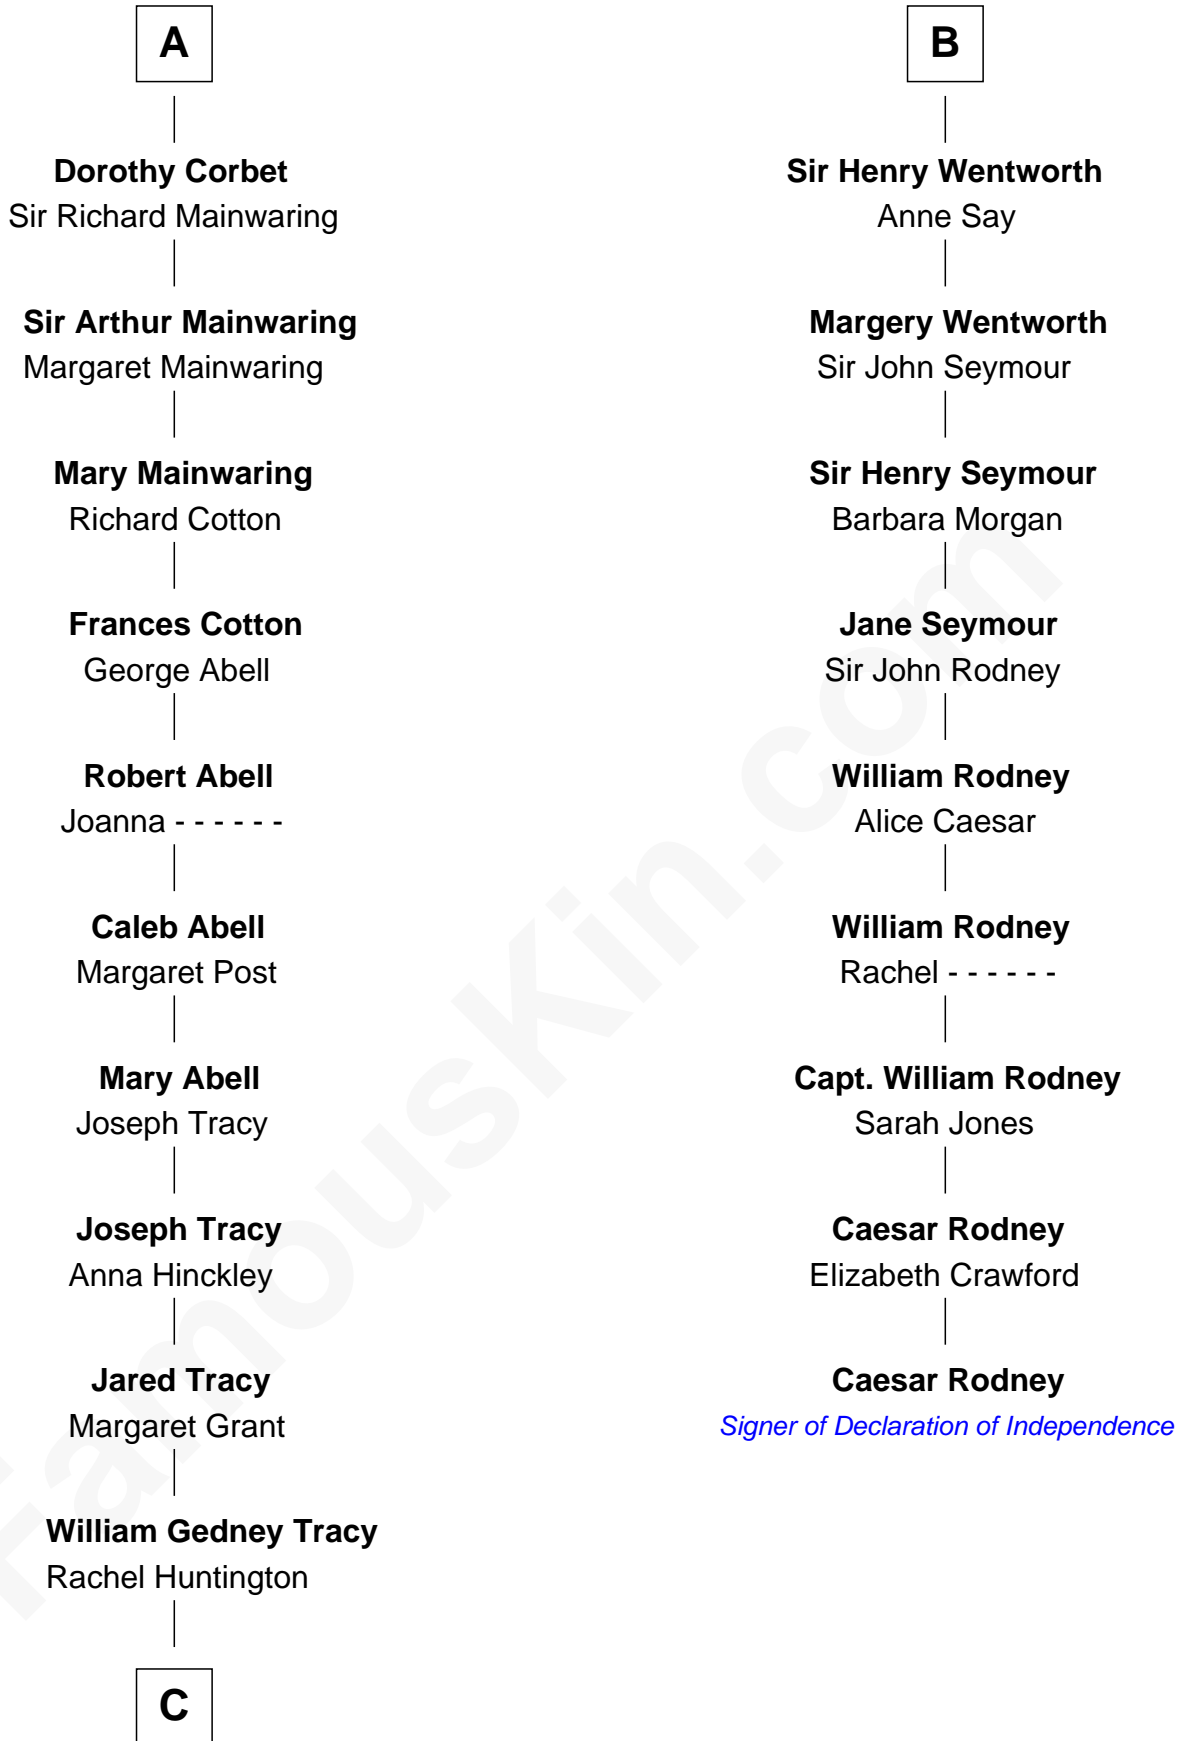 A
Dorothy Corbet
Sir Richard Mainwaring
Sir Arthur Mainwaring
Margaret Mainwaring
Mary Mainwaring
Richard Cotton
Frances Cotton
George Abell
Robert Abell
Joanna - - - - - -
Caleb Abell
Margaret Post
Mary Abell
Joseph Tracy
Joseph Tracy
Anna Hinckley
Jared Tracy
Margaret Grant
William Gedney Tracy
Rachel Huntington
C
B
Sir Henry Wentworth
Anne Say
Margery Wentworth
Sir John Seymour
Sir Henry Seymour
Barbara Morgan
Jane Seymour
Sir John Rodney
William Rodney
Alice Caesar
William Rodney
Rachel - - - - - -
Capt. William Rodney
Sarah Jones
Caesar Rodney
Elizabeth Crawford
Caesar Rodney
Signer of Declaration of Independence
FamousKin.com